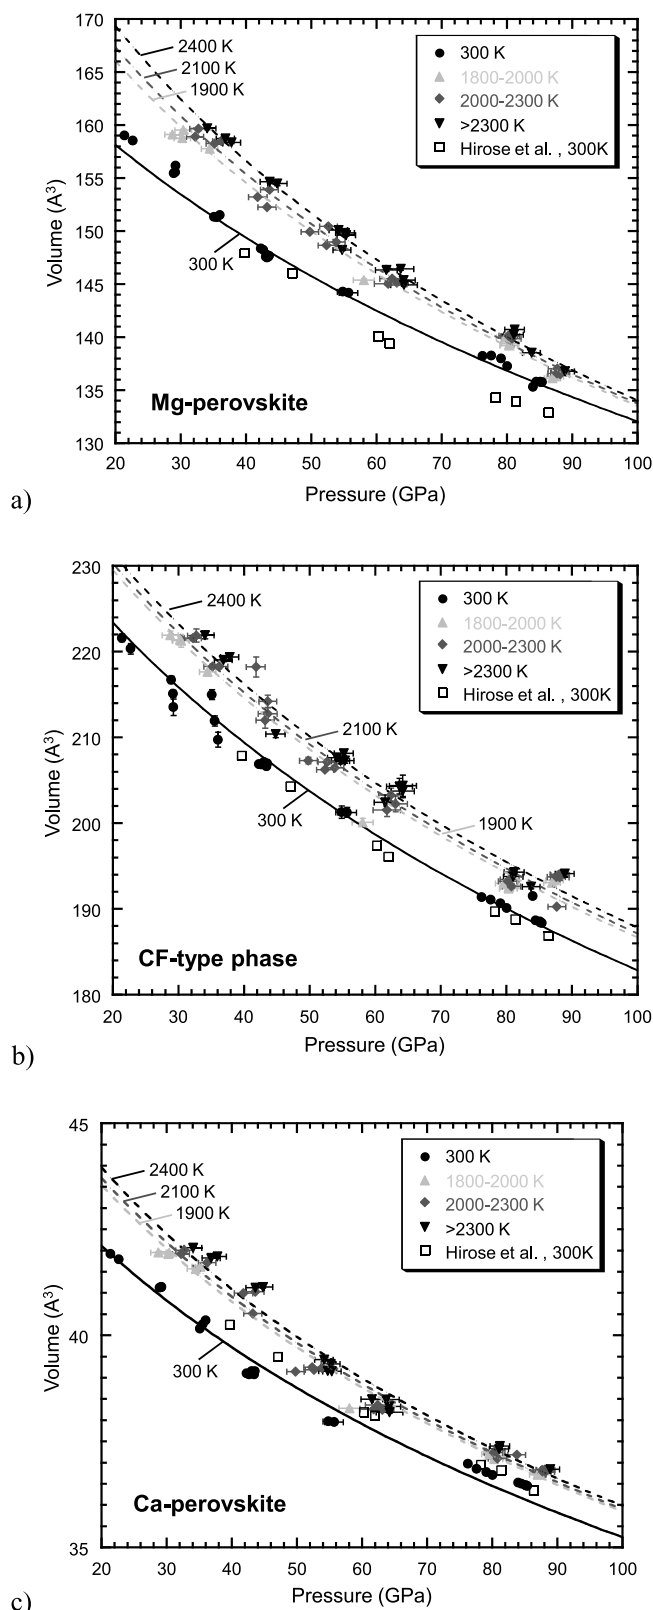 170
165
160
155
150
145
140
135
130
Volume (A³)
2400 K
2100 K
1900 K
300 K
300 K
1800-2000 K
2000-2300 K
>2300 K
Hirose et al. , 300K
Mg-perovskite
20 30 40 50 60 70 80 90 100
Pressure (GPa)
a)
230
220
210
200
190
180
Volume (A³)
2400 K
2100 K
1900 K
300 K
300 K
1800-2000 K
2000-2300 K
>2300 K
Hirose et al. , 300K
CF-type phase
20 30 40 50 60 70 80 90 100
Pressure (GPa)
b)
45
40
35
Volume (A³)
2400 K
2100 K
1900 K
300 K
300 K
1800-2000 K
2000-2300 K
>2300 K
Hirose et al. , 300K
Ca-perovskite
20 30 40 50 60 70 80 90 100
Pressure (GPa)
c)